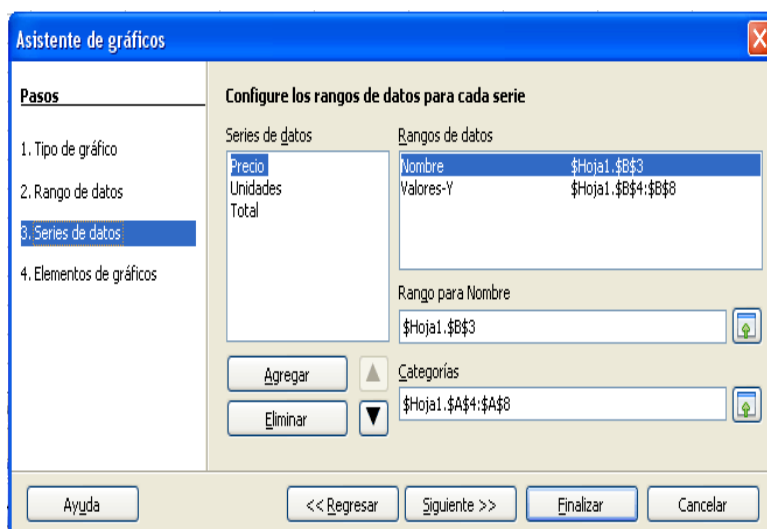 Asistente de gráficos
Pasos
1. Tipo de gráfico
2. Rango de datos
3. Series de datos
4. Elementos de gráficos
Configure los rangos de datos para cada serie
Series de datos
Precio
Unidades
Total
Rangos de datos
Nombre $Hoja1.$B$3
Valores-Y $Hoja1.$B$4:$B$8
Rango para Nombre
$Hoja1.$B$3
Agregar
Eliminar
Categorías
$Hoja1.$A$4:$A$8
Ayuda
<< Regresar
Siguiente >>
Finalizar
Cancelar